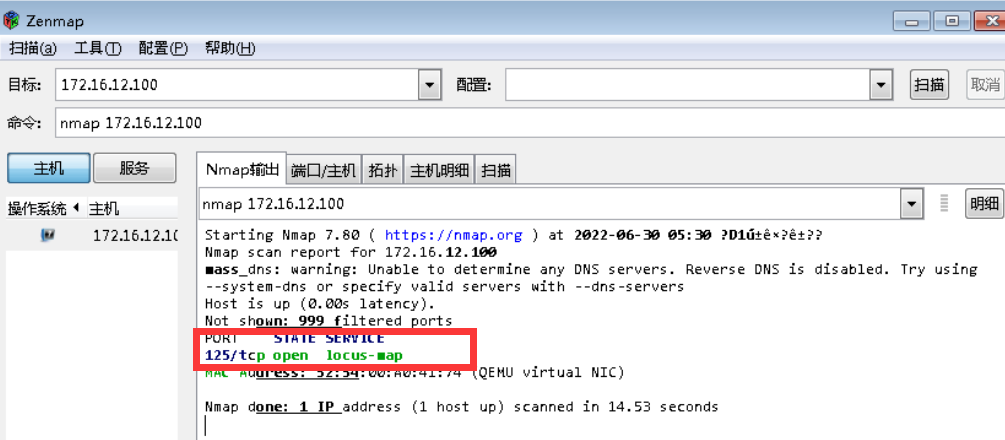 Zenmap
扫描(a) 工具(T) 配置(P) 帮助(H)
目标: 172.16.12.100 配置: 扫描 取消
命令: nmap 172.16.12.100
主机 服务 Nmap输出 端口/主机 拓扑 主机明细 扫描
操作系统 主机 nmap 172.16.12.100 明细
172.16.12.10
Starting Nmap 7.80 ( https://nmap.org ) at 2022-06-30 05:30 ?D1ú±ê×?ê±??
Nmap scan report for 172.16.12.100
mass_dns: warning: Unable to determine any DNS servers. Reverse DNS is disabled. Try using
--system-dns or specify valid servers with --dns-servers
Host is up (0.00s latency).
Not shown: 999 filtered ports
PORT STATE SERVICE
125/tcp open locus-map
MAC Address: 52:54:00:A0:41:74 (QEMU virtual NIC)
Nmap done: 1 IP address (1 host up) scanned in 14.53 seconds